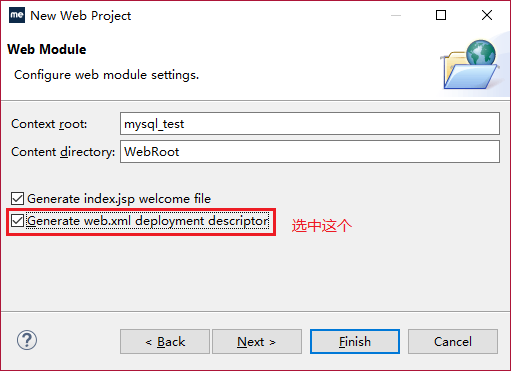 me New Web Project
Web Module
Configure web module settings.
Context root: mysql_test
Content directory: WebRoot
Generate index.jsp welcome file
Generate web.xml deployment descriptor 选中这个
? < Back Next > Finish Cancel